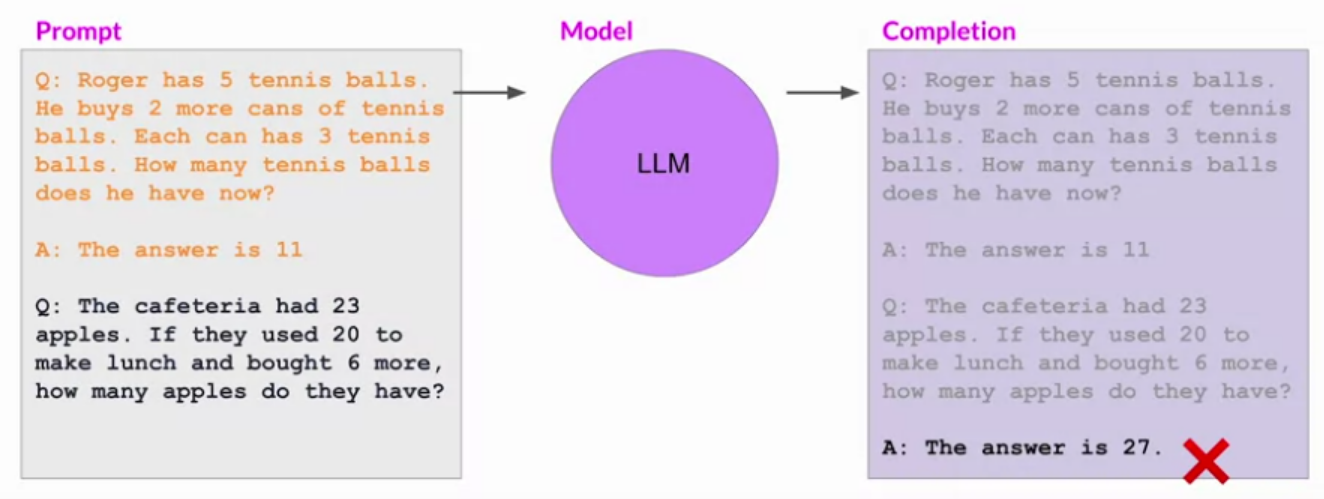 Prompt
Q: Roger has 5 tennis balls.
He buys 2 more cans of tennis
balls. Each can has 3 tennis
balls. How many tennis balls
does he have now?
A: The answer is 11
Q: The cafeteria had 23
apples. If they used 20 to
make lunch and bought 6 more,
how many apples do they have?
Model
LLM
Completion
Q: Roger has 5 tennis balls.
He buys 2 more cans of tennis
balls. Each can has 3 tennis
balls. How many tennis balls
does he have now?
A: The answer is 11
Q: The cafeteria had 23
apples. If they used 20 to
make lunch and bought 6 more,
how many apples do they have?
A: The answer is 27.